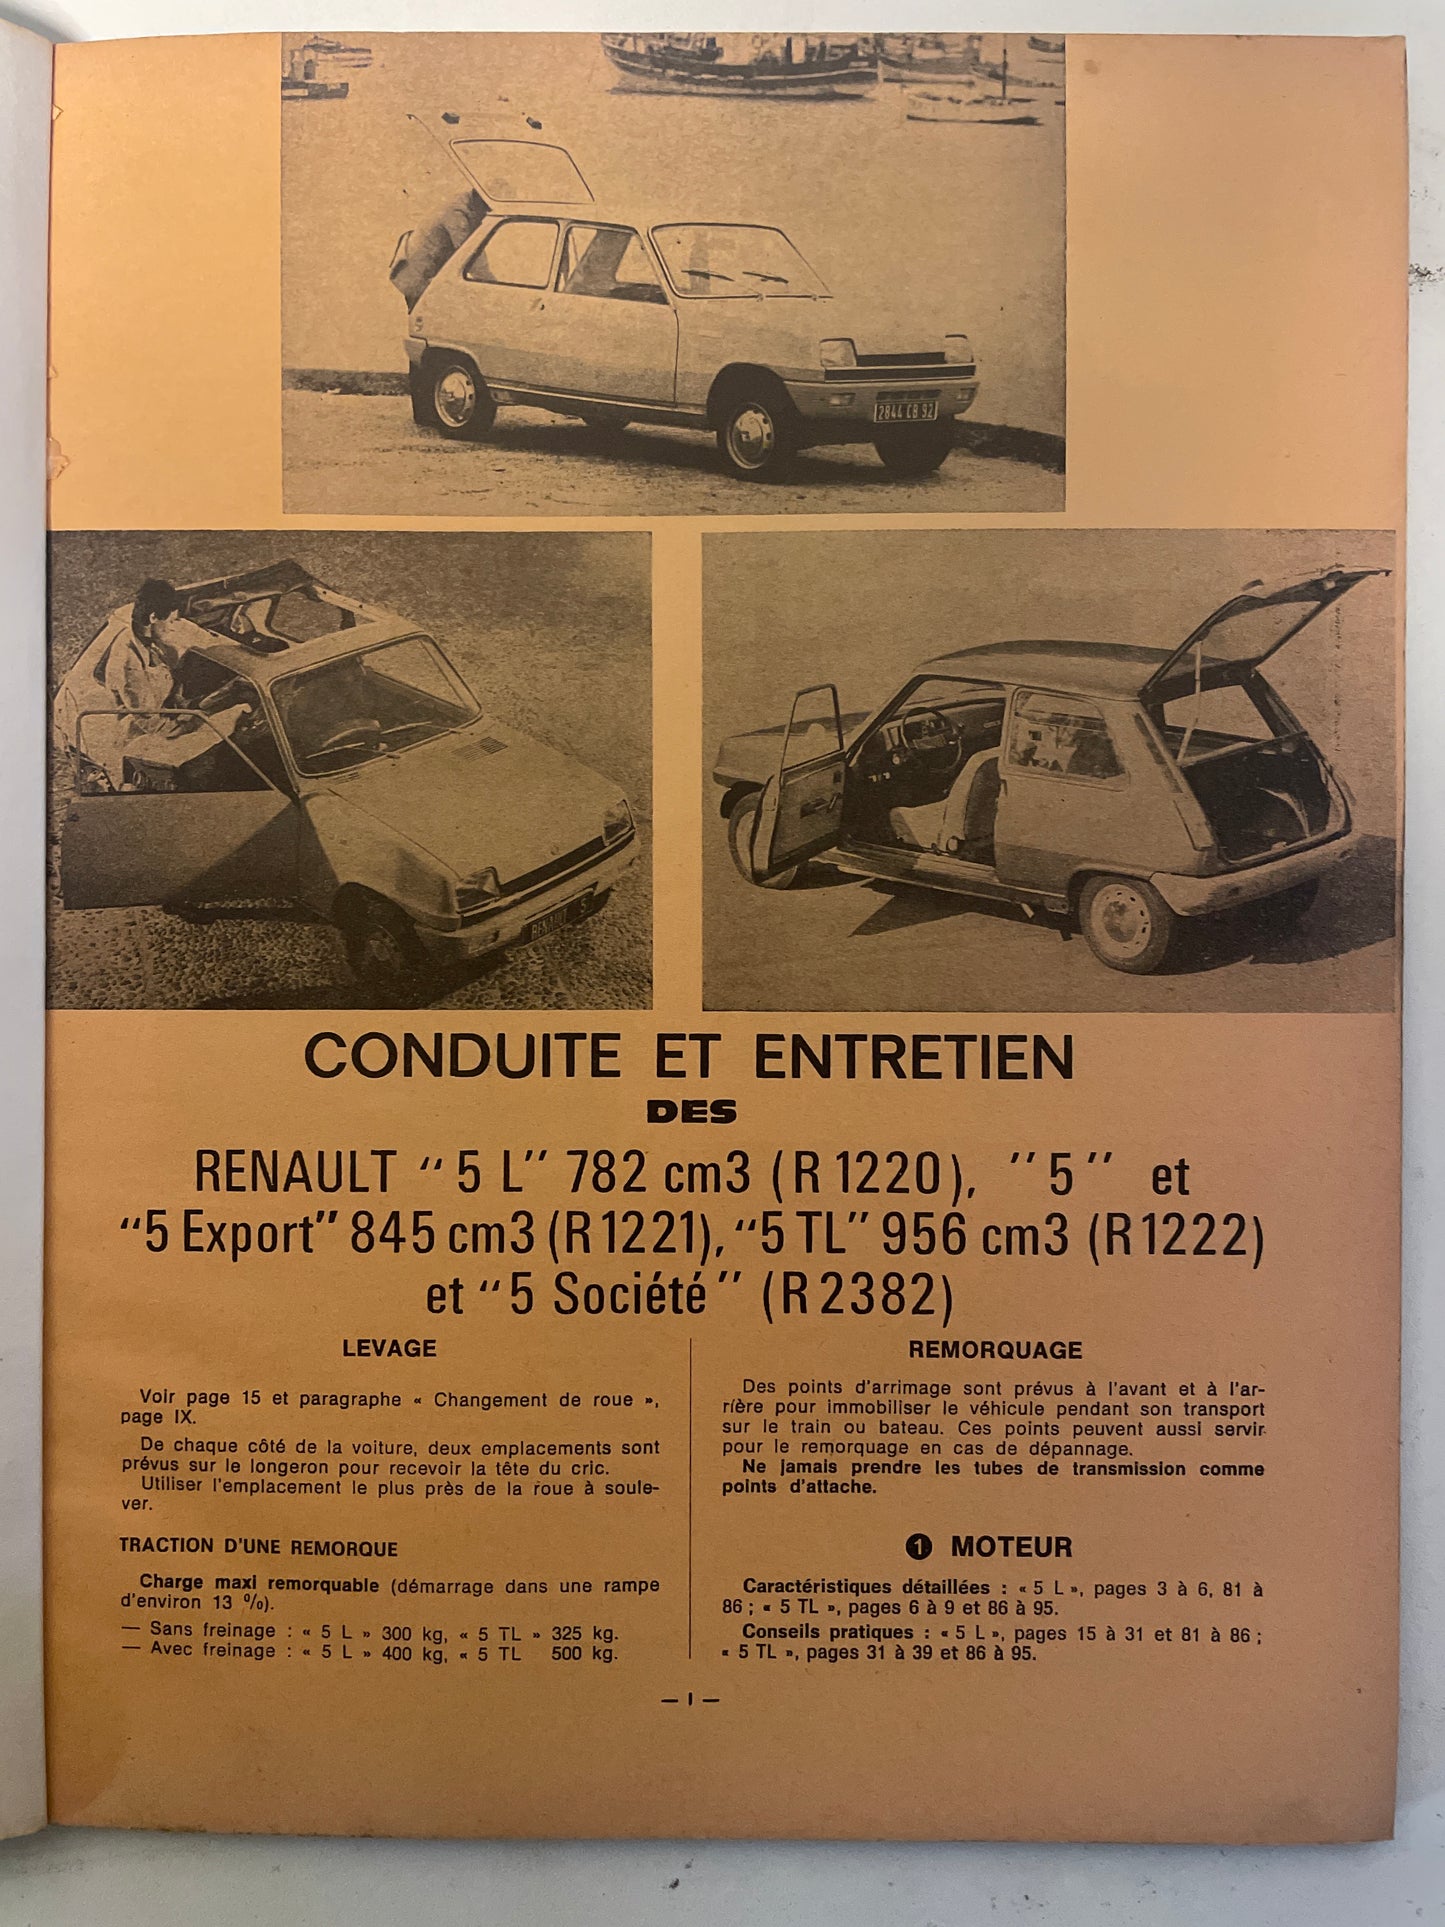 2844 CB 92
RENAULT 5
CONDUITE ET ENTRETIEN
DES
RENAULT "5 L" 782 cm3 (R 1220), "5" et
"5 Export" 845 cm3 (R 1221), "5 TL" 956 cm3 (R 1222)
et "5 Société" (R 2382)
LEVAGE
Voir page 15 et paragraphe « Changement de roue »,
page IX.
De chaque côté de la voiture, deux emplacements sont
prévus sur le longeron pour recevoir la tête du cric.
Utiliser l'emplacement le plus près de la roue à soule-
ver.
TRACTION D'UNE REMORQUE
Charge maxi remorquable (démarrage dans une rampe
d'environ 13 %).
— Sans freinage : « 5 L » 300 kg, « 5 TL » 325 kg.
— Avec freinage : « 5 L » 400 kg, « 5 TL 500 kg.
REMORQUAGE
Des points d'arrimage sont prévus à l'avant et à l'ar-
rière pour immobiliser le véhicule pendant son transport
sur le train ou bateau. Ces points peuvent aussi servir
pour le remorquage en cas de dépannage.
Ne jamais prendre les tubes de transmission comme
points d'attache.
1 MOTEUR
Caractéristiques détaillées : « 5 L », pages 3 à 6, 81 à
86 ; « 5 TL », pages 6 à 9 et 86 à 95.
Conseils pratiques : « 5 L », pages 15 à 31 et 81 à 86 ;
« 5 TL », pages 31 à 39 et 86 à 95.
— I —